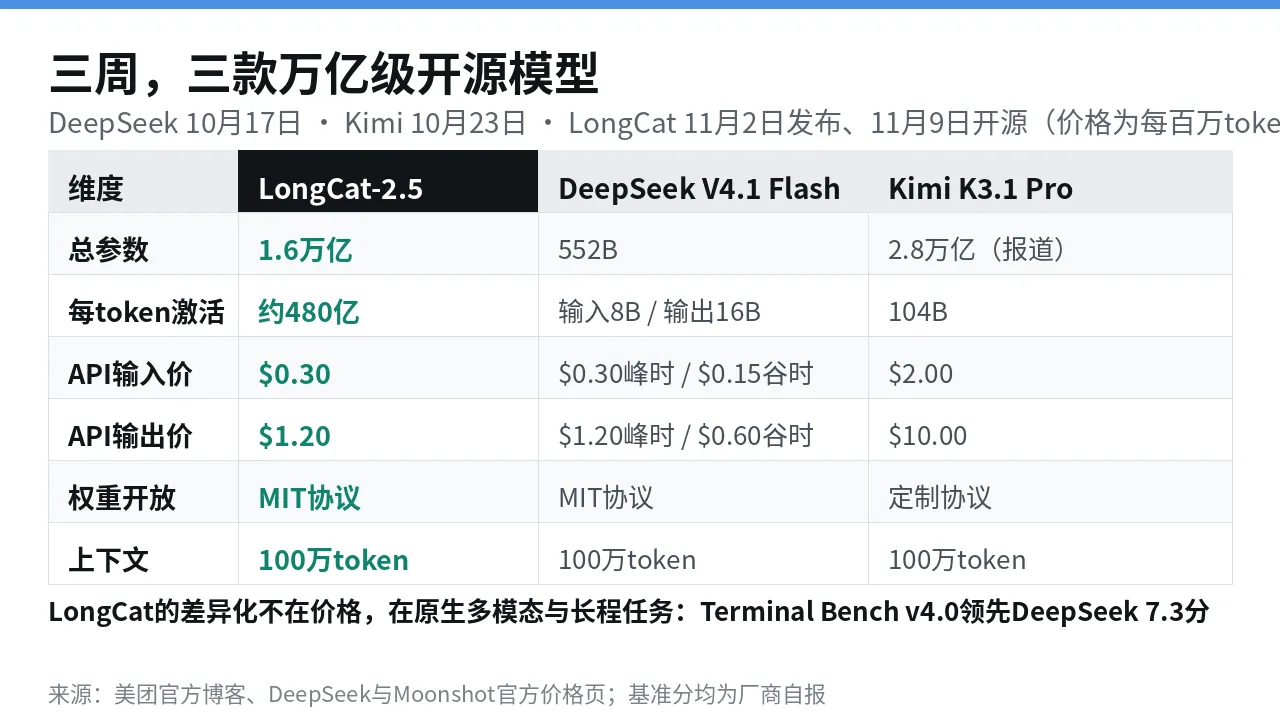 三周，三款万亿级开源模型
DeepSeek 10月17日 · Kimi 10月23日 · LongCat 11月2日发布、11月9日开源（价格为每百万toke
维度 LongCat-2.5 DeepSeek V4.1 Flash Kimi K3.1 Pro
总参数 1.6万亿 552B 2.8万亿（报道）
每token激活 约480亿 输入8B / 输出16B 104B
API输入价 $0.30 $0.30峰时 / $0.15谷时 $2.00
API输出价 $1.20 $1.20峰时 / $0.60谷时 $10.00
权重开放 MIT协议 MIT协议 定制协议
上下文 100万token 100万token 100万token
LongCat的差异化不在价格，在原生多模态与长程任务：Terminal Bench v4.0领先DeepSeek 7.3分
来源：美团官方博客、DeepSeek与Moonshot官方价格页；基准分均为厂商自报